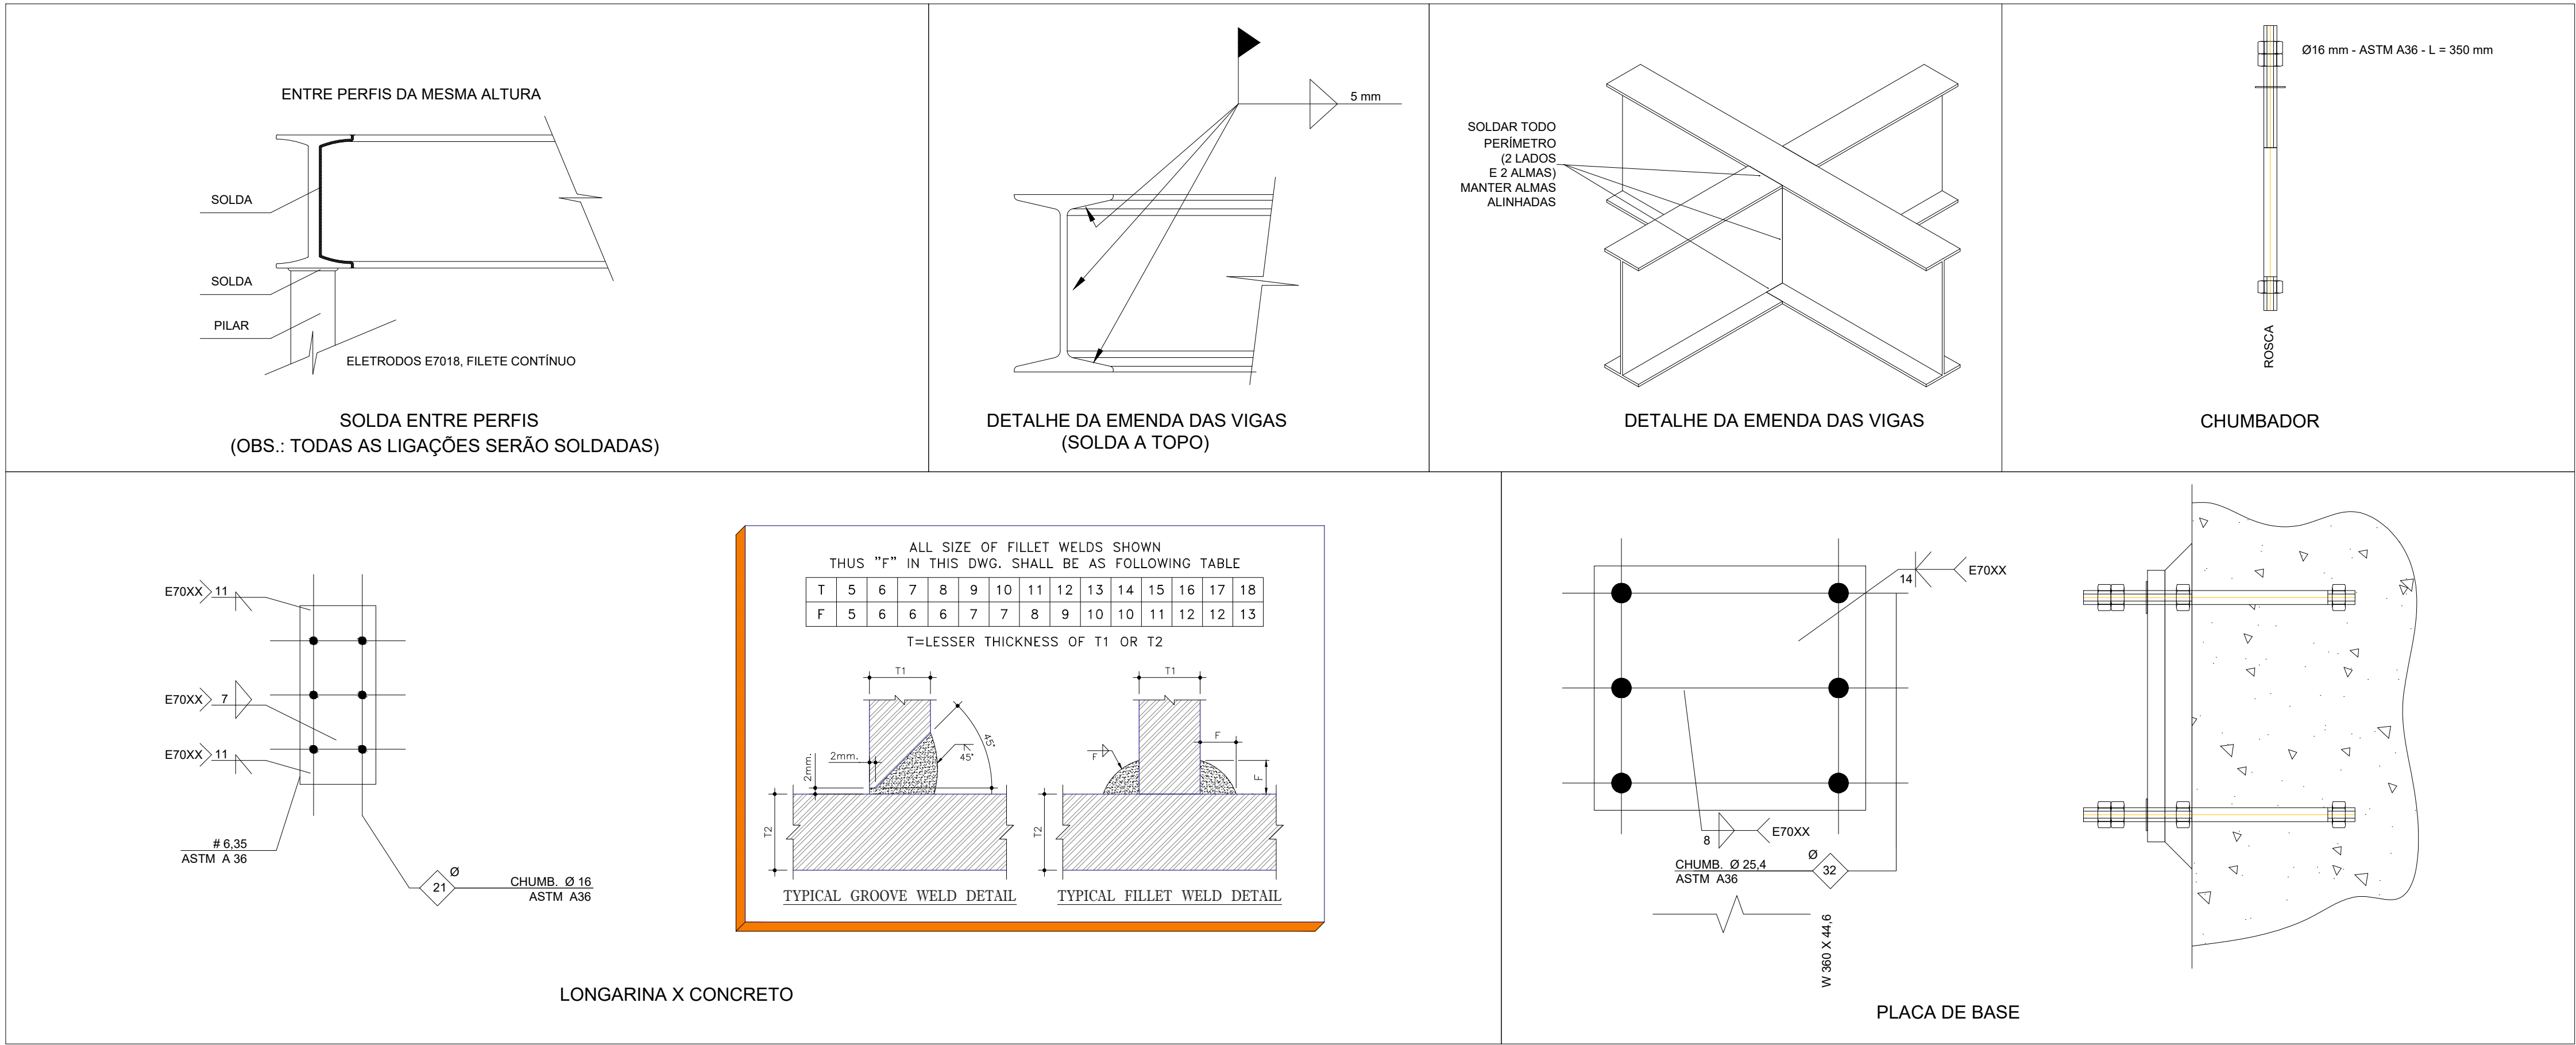 ENTRE PERFIS DA MESMA ALTURA
SOLDA
SOLDA
PILAR
ELETRODOS E7018, FILETE CONTÍNUO
SOLDA ENTRE PERFIS
(OBS.: TODAS AS LIGAÇÕES SERÃO SOLDADAS)
5 mm
DETALHE DA EMENDA DAS VIGAS
(SOLDA A TOPO)
SOLDAR TODO
PERÍMETRO
(2 LADOS
E 2 ALMAS)
MANTER ALMAS
ALINHADAS
DETALHE DA EMENDA DAS VIGAS
Ø16 mm - ASTM A36 - L = 350 mm
ROSCA
CHUMBADOR
E70XX 11
E70XX 7
E70XX 11
# 6,35
ASTM A 36
Ø
21
CHUMB. Ø 16
ASTM A36
ALL SIZE OF FILLET WELDS SHOWN
THUS "F" IN THIS DWG. SHALL BE AS FOLLOWING TABLE
T 5 6 7 8 9 10 11 12 13 14 15 16 17 18
F 5 6 6 6 7 7 8 9 10 10 11 12 12 13
T=LESSER THICKNESS OF T1 OR T2
T1
2mm.
2mm.
45°
45°
T2
TYPICAL GROOVE WELD DETAIL
T1
F
F
F
T2
TYPICAL FILLET WELD DETAIL
LONGARINA X CONCRETO
14 E70XX
8 E70XX
CHUMB. Ø 25,4
ASTM A36
Ø
32
W 360 X 44,6
PLACA DE BASE